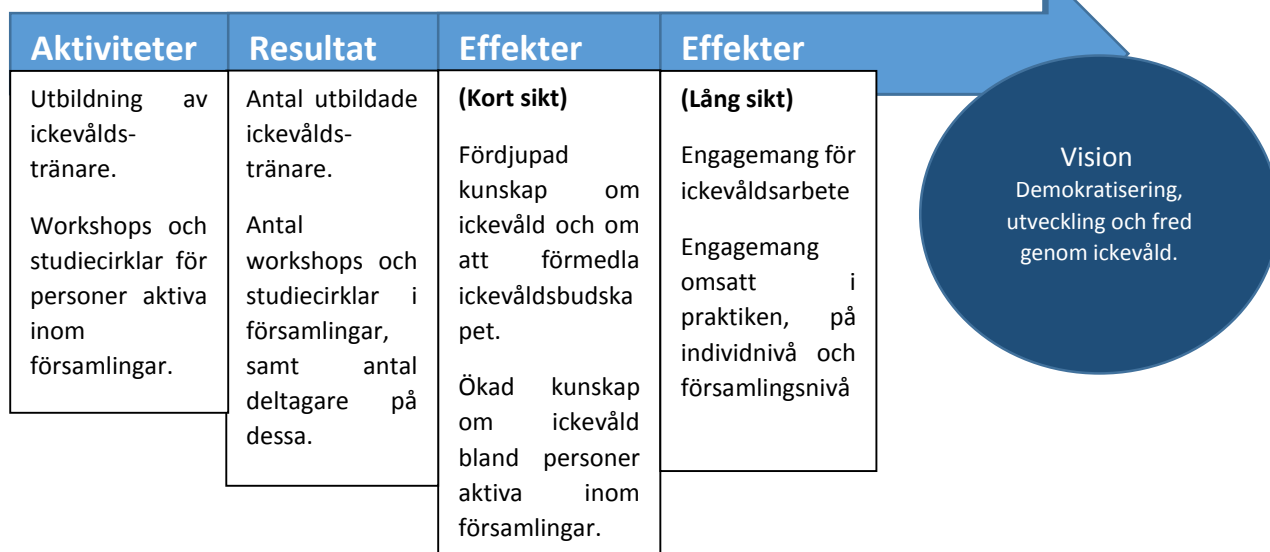 Aktiviteter
Utbildning av
ickevålds-
tränare.
Workshops och
studiecirklar för
personer aktiva
inom
församlingar.
Resultat
Antal utbildade
ickevålds-
tränare.
Antal
workshops och
studiecirklar i
församlingar,
samt antal
deltagare på
dessa.
Effekter
(Kort sikt)
Fördjupad
kunskap om
ickevåld och om
att förmedla
ickevåldsbudska
pet.
Ökad kunskap
om ickevåld
bland personer
aktiva inom
församlingar.
Effekter
(Lång sikt)
Engagemang för
ickevåldsarbete
Engagemang
omsatt i
praktiken, på
individnivå och
församlingsnivå
Vision
Demokratisering,
utveckling och fred
genom ickevåld.